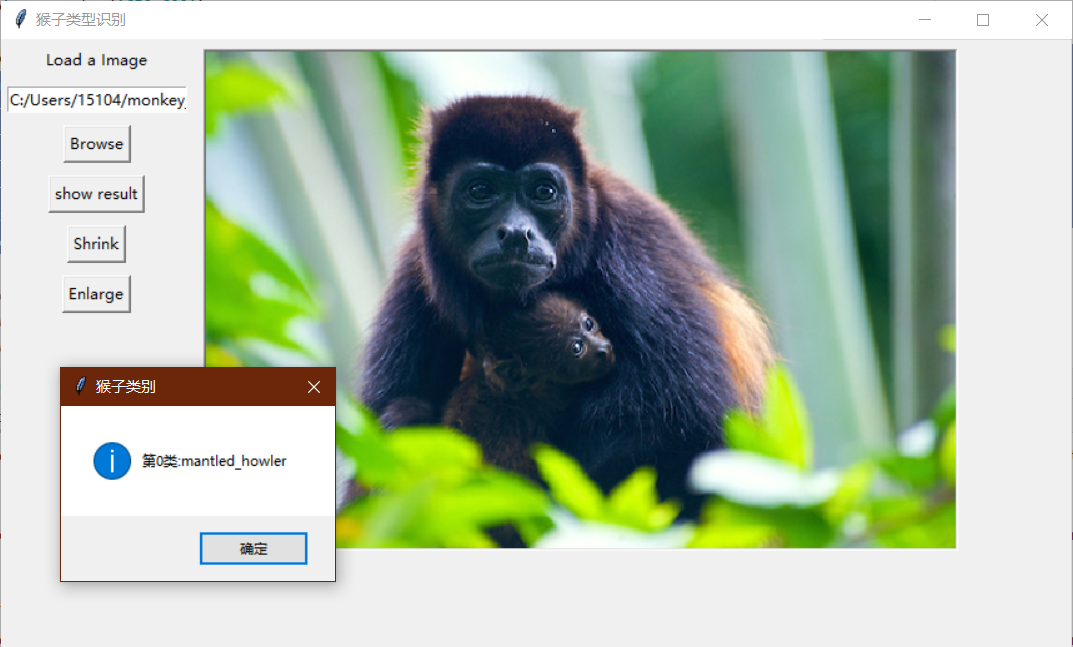 猴子类型识别
Load a Image
C:/Users/15104/monkey_
Browse
show result
Shrink
Enlarge
猴子类别
第0类:mantled_howler
确定